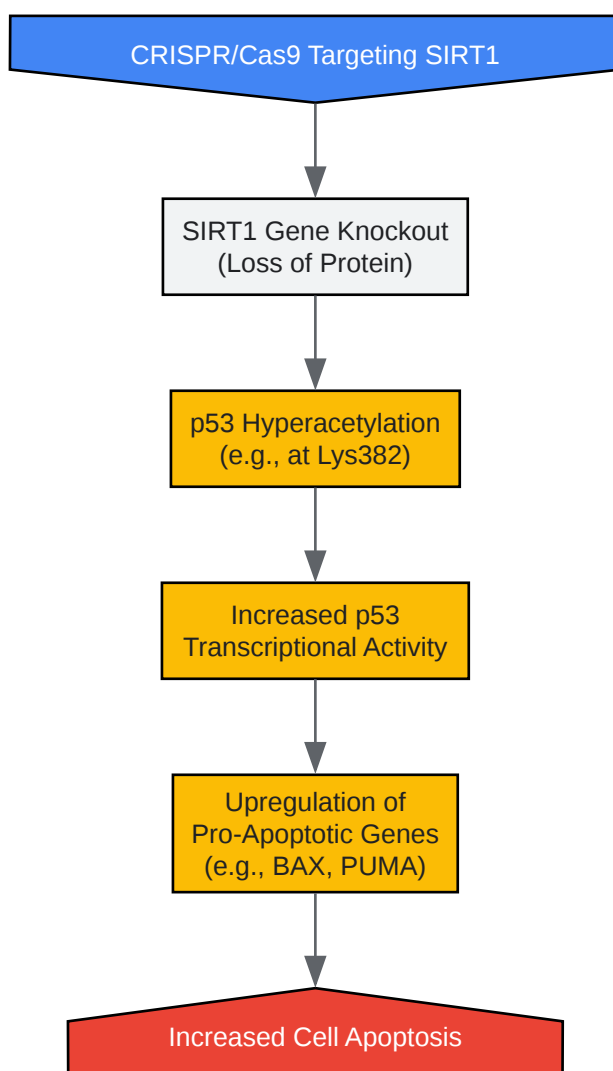 CRISPR/Cas9 Targeting SIRT1
SIRT1 Gene Knockout
(Loss of Protein)
p53 Hyperacetylation
(e.g., at Lys382)
Increased p53
Transcriptional Activity
Upregulation of
Pro-Apoptotic Genes
(e.g., BAX, PUMA)
Increased Cell Apoptosis